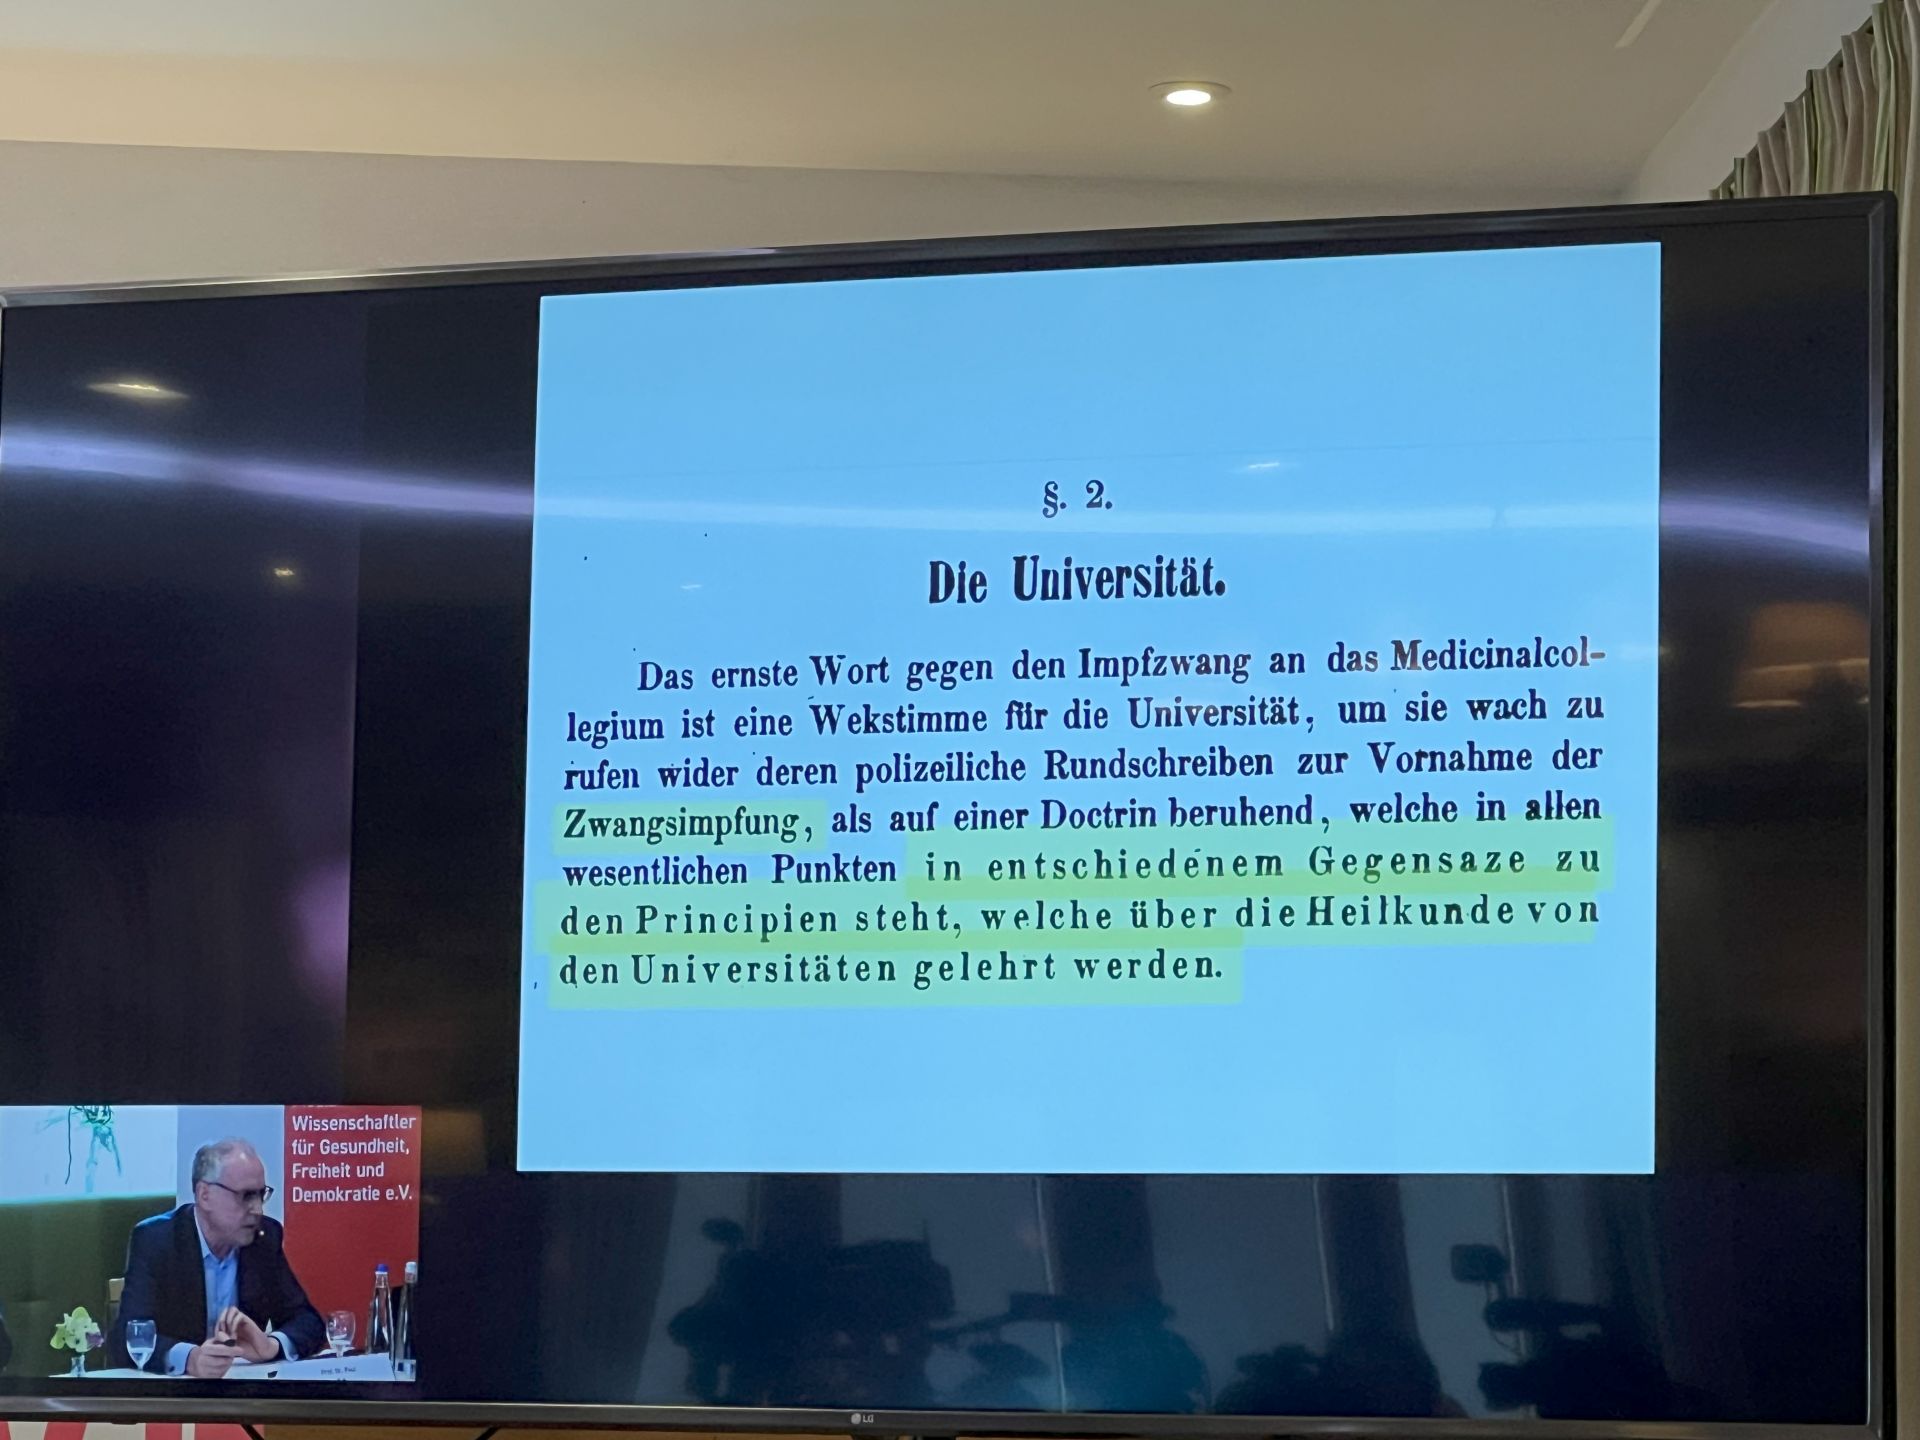 §. 2.
Die Universität.
Das ernste Wort gegen den Impfzwang an das Medicinalcol-
legium ist eine Wekstimme für die Universität, um sie wach zu
rufen wider deren polizeiliche Rundschreiben zur Vornahme der
Zwangsimpfung, als auf einer Doctrin beruhend, welche in allen
wesentlichen Punkten in entschiedenem Gegensaze zu
den Principien steht, welche über die Heilkunde von
den Universitäten gelehrt werden.
Wissenschaftler
für Gesundheit,
Freiheit und
Demokratie e.V.
Prof. Dr. Paul
LG